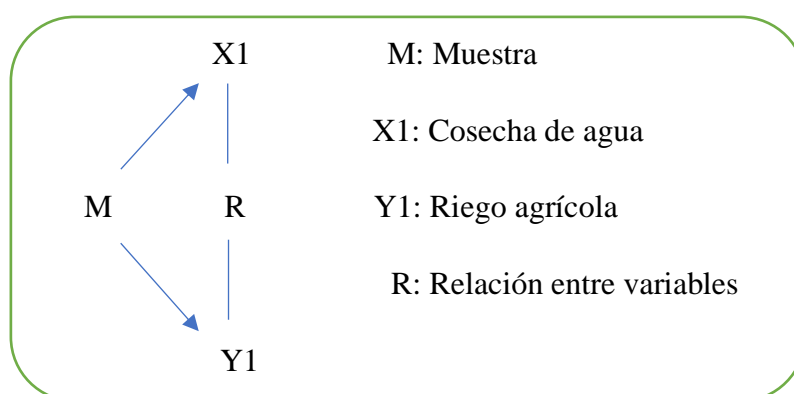 X1 M: Muestra
X1: Cosecha de agua
M R Y1: Riego agrícola
R: Relación entre variables
Y1